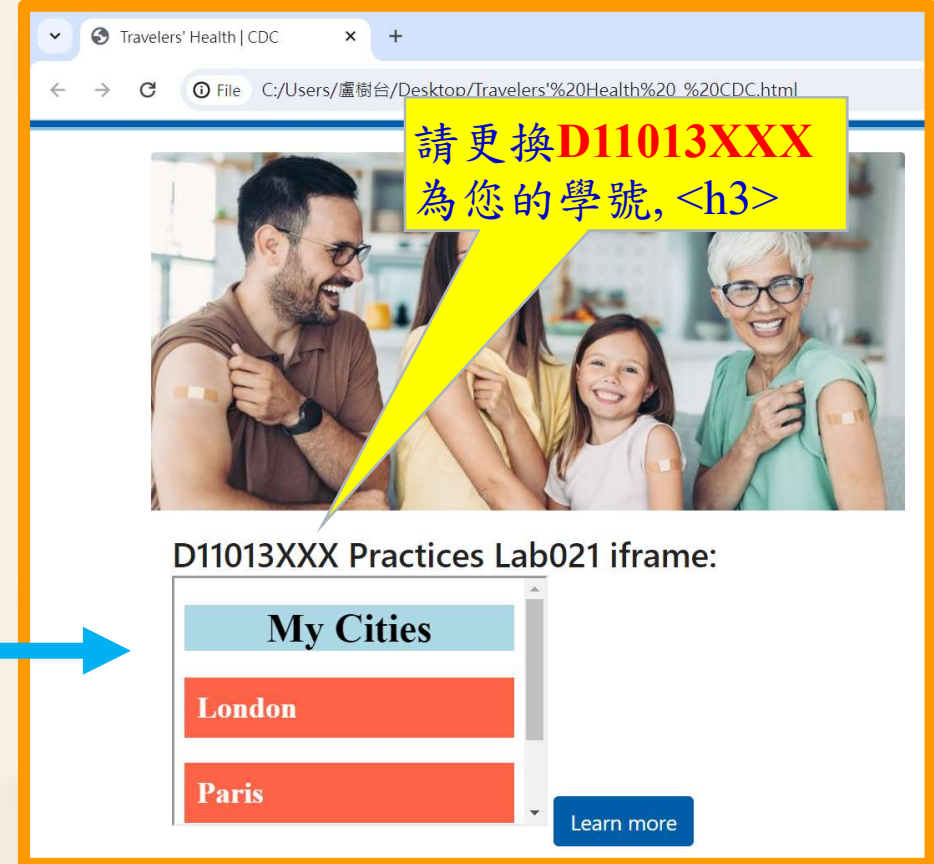 Travelers' Health | CDC
File C:/Users/盧樹台/Desktop/Travelers'%20Health%20_%20CDC.html
請更換D11013XXX
為您的學號, <h3>
D11013XXX Practices Lab021 iframe:
My Cities
London
Paris
Learn more